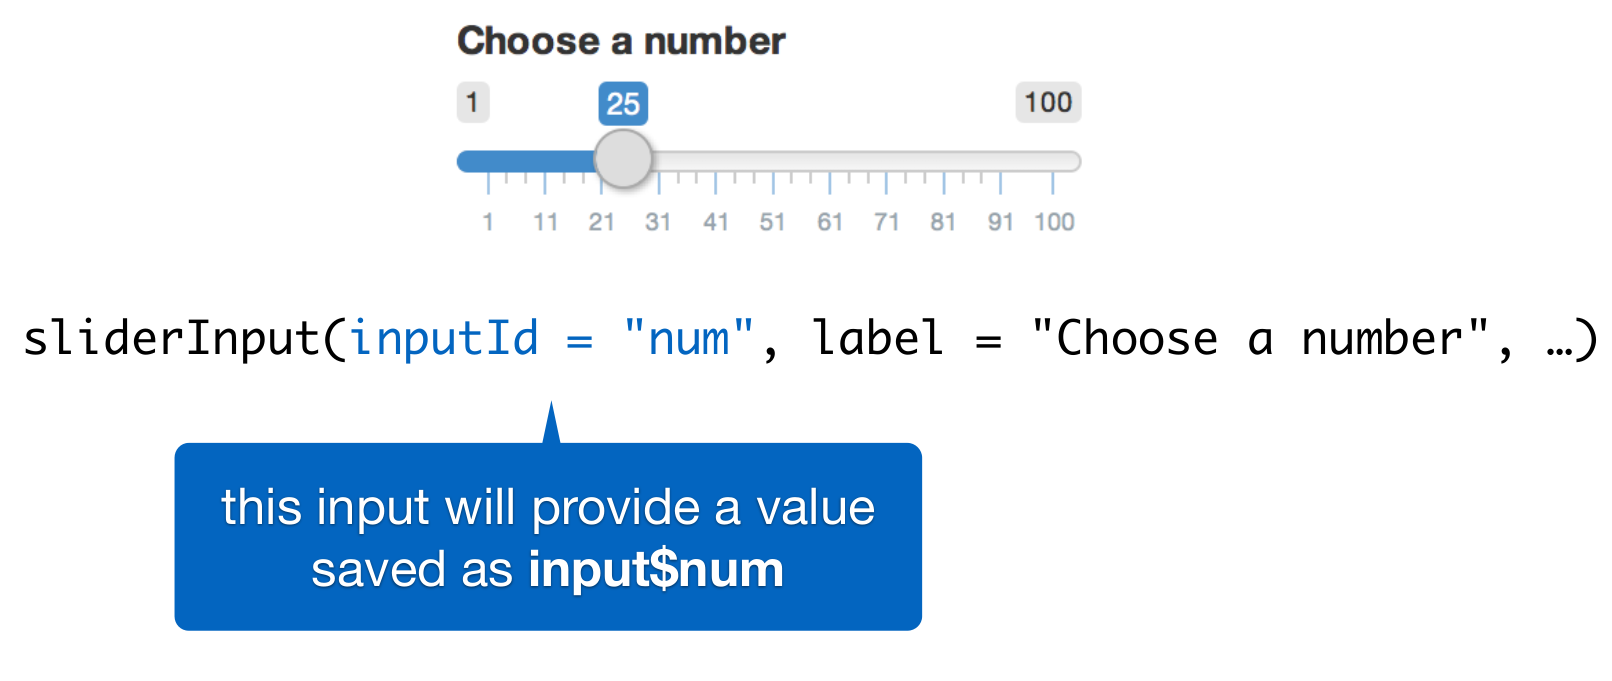 Choose a number
1 25 100
1 11 21 31 41 51 61 71 81 91 100
sliderInput(inputId = "num", label = "Choose a number", …)
this input will provide a value
saved as input$num